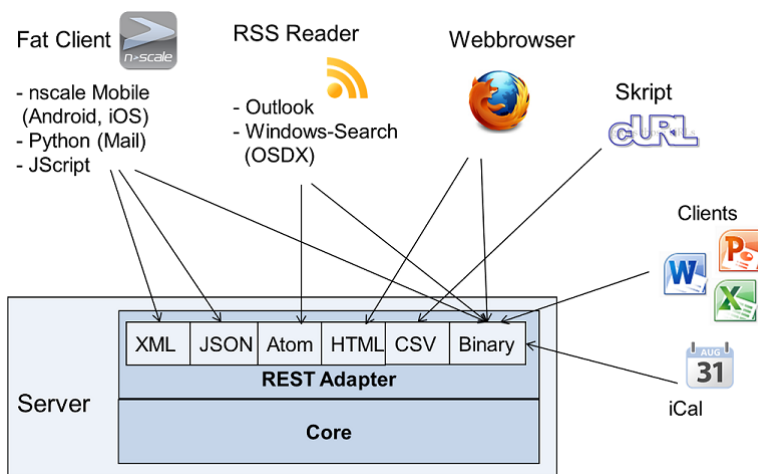 Fat Client
n>scale
- nscale Mobile
(Android, iOS)
- Python (Mail)
- JScript
RSS Reader
- Outlook
- Windows-Search
(OSDX)
Webbrowser
Skript
cURL
Clients
W
P
X
AUG
31
iCal
XML
JSON
Atom
HTML
CSV
Binary
REST Adapter
Server
Core